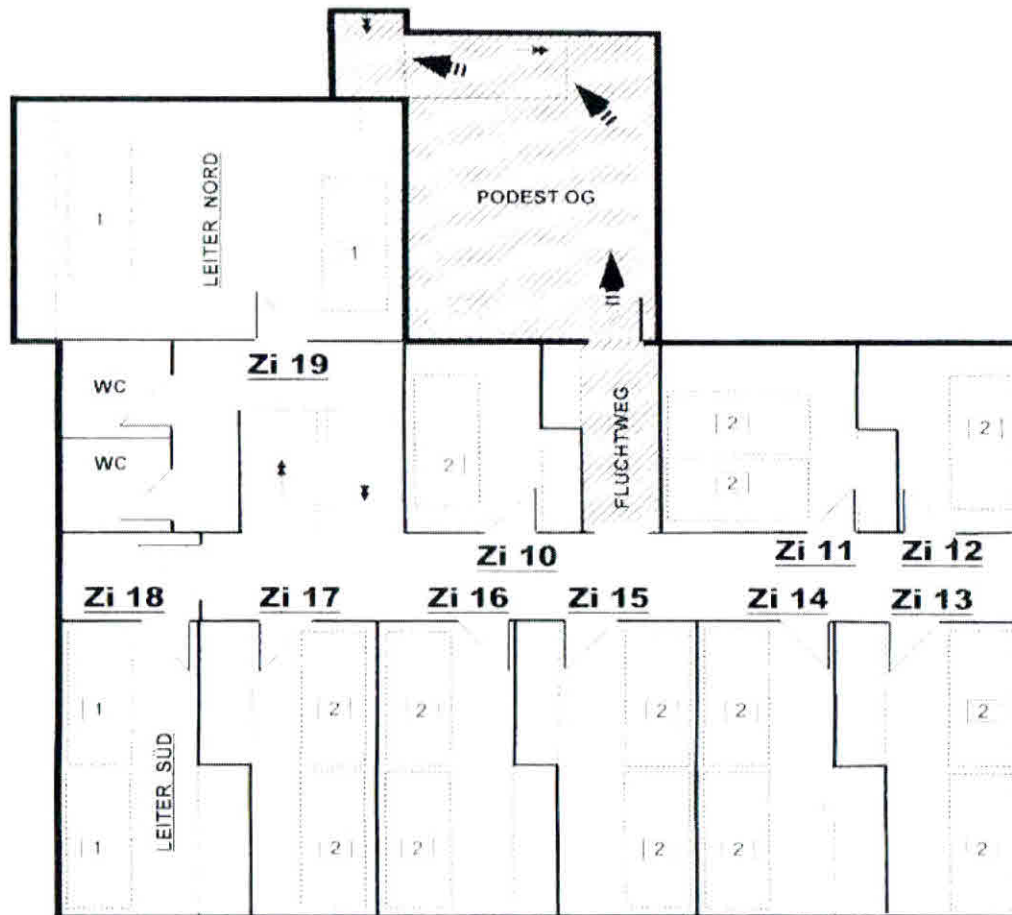 PODEST OG
LEITER NORD
1
1
Zi 19
WC
WC
2
FLUCHTWEG
2
2
2
Zi 10
Zi 11
Zi 12
Zi 18
Zi 17
Zi 16
Zi 15
Zi 14
Zi 13
1
2
2
2
2
2
LEITER SÜD
1
2
2
2
2
2